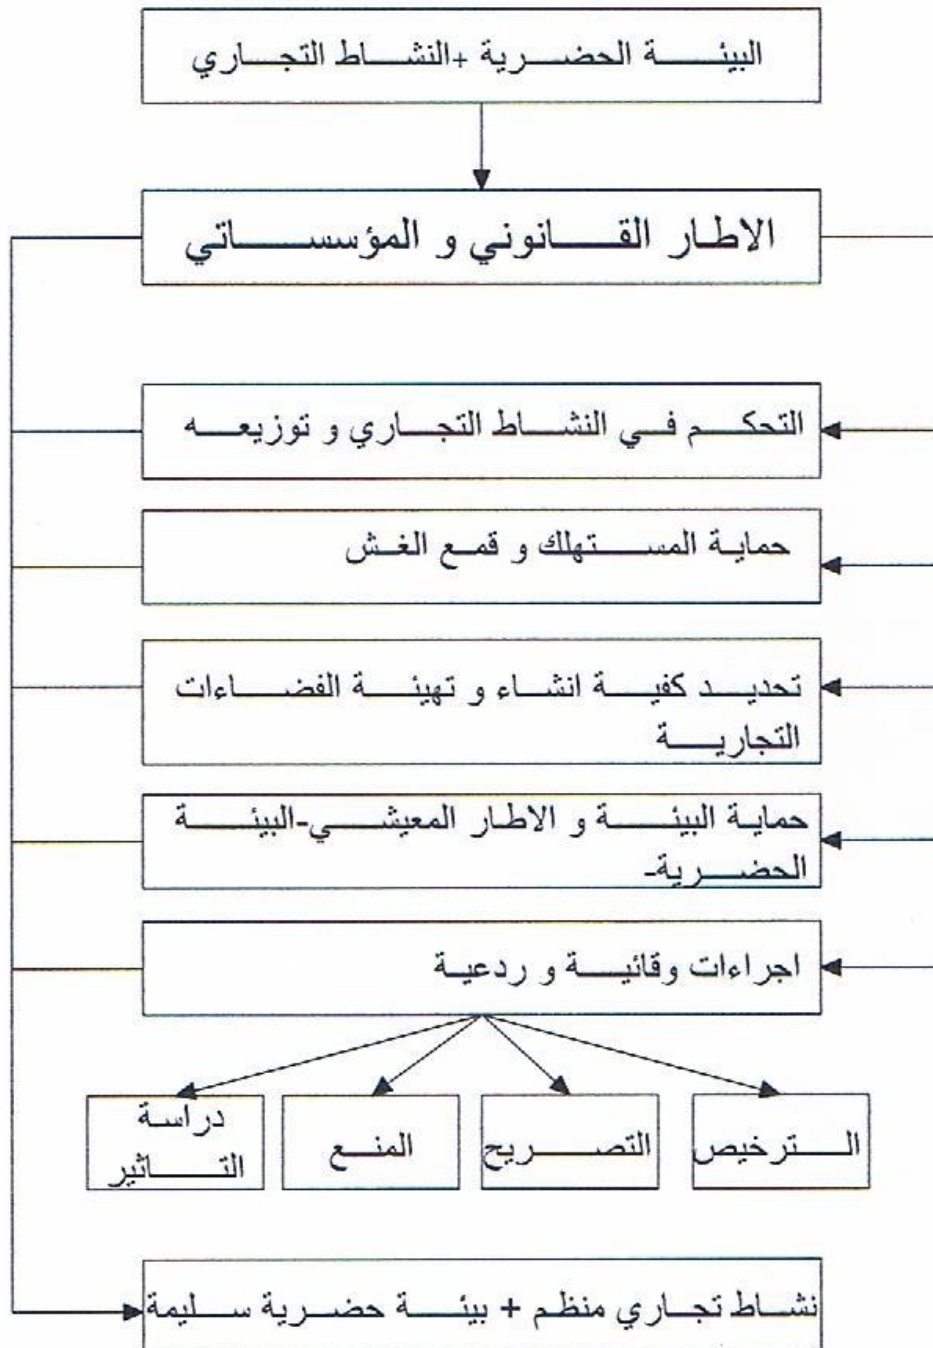 البيئة الحضرية +النشاط التجاري
الاطار القانوني و المؤسساتي
التحكم في النشاط التجاري و توزيعه
حماية المستهلك و قمع الغش
تحديد كفية انشاء و تهيئة الفضاءات
التجارية
حماية البيئة و الاطار المعيشي-البيئة
الحضرية-
اجراءات وقائية و ردعية
الترخيص
التصريح
المنع
دراسة
التاثير
نشاط تجاري منظم + بيئة حضرية سليمة